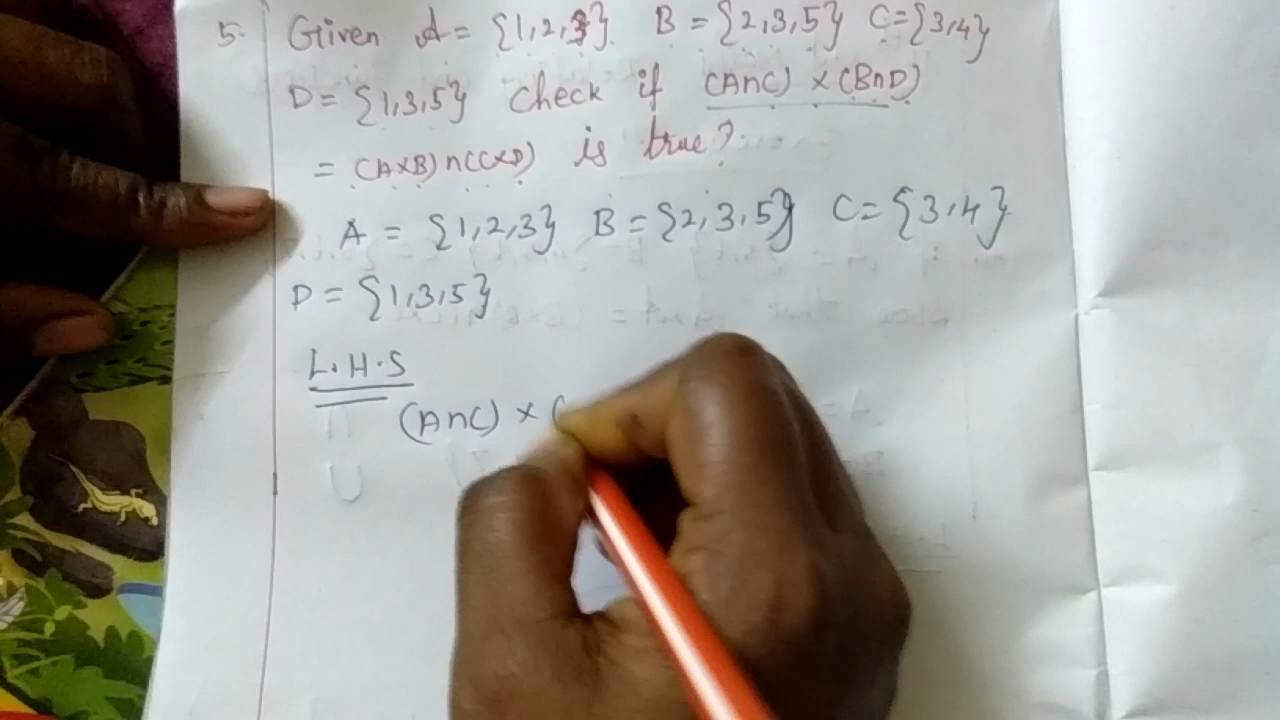 5. Given A = {1,2,3} B = {2,3,5} C={3,4}
D= {1,3,5} check if (A∩C) ×(B∩D)
= (A×B)∩(C×D) is true?
A = {1,2,3} B={2,3,5} C={3,4}
D = {1,3,5}
L.H.S
(A∩C) × (